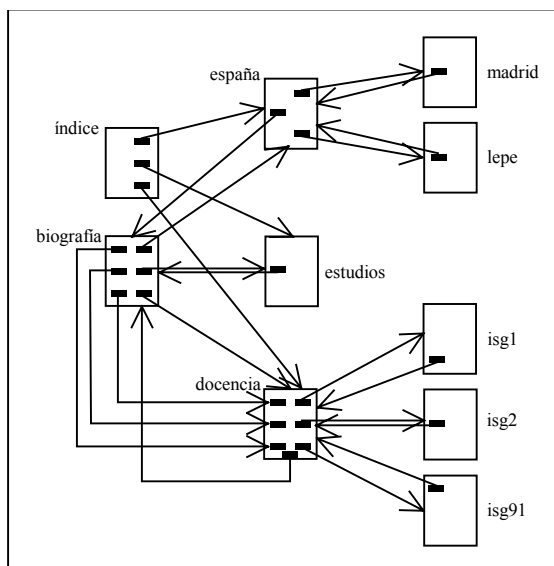 españa
madrid
índice
lepe
biografía
estudios
isg1
docencia
isg2
isg91